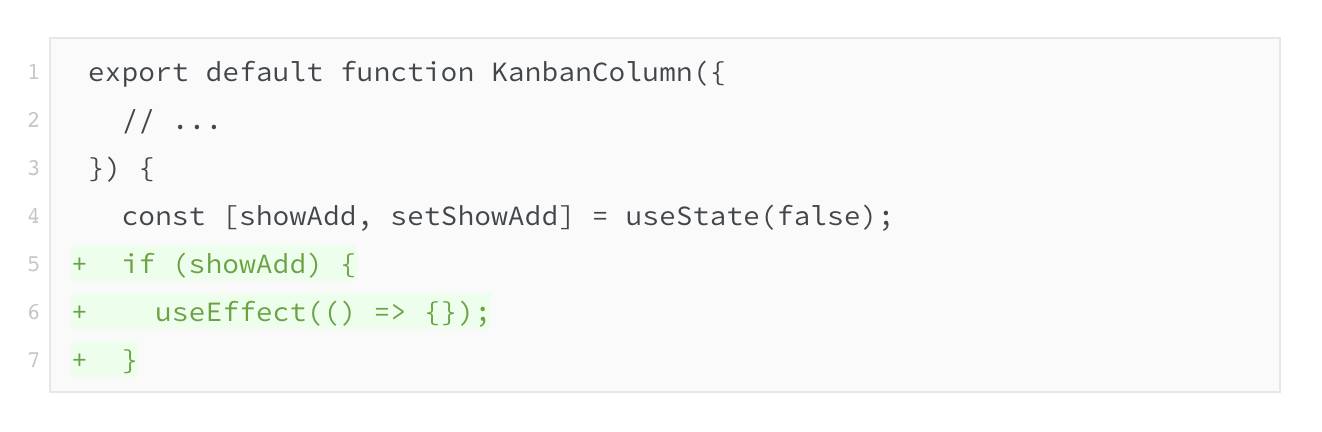 1 export default function KanbanColumn({
2   // ...
3 }) {
4   const [showAdd, setShowAdd] = useState(false);
5 +  if (showAdd) {
6 +    useEffect(() => {});
7 +  }